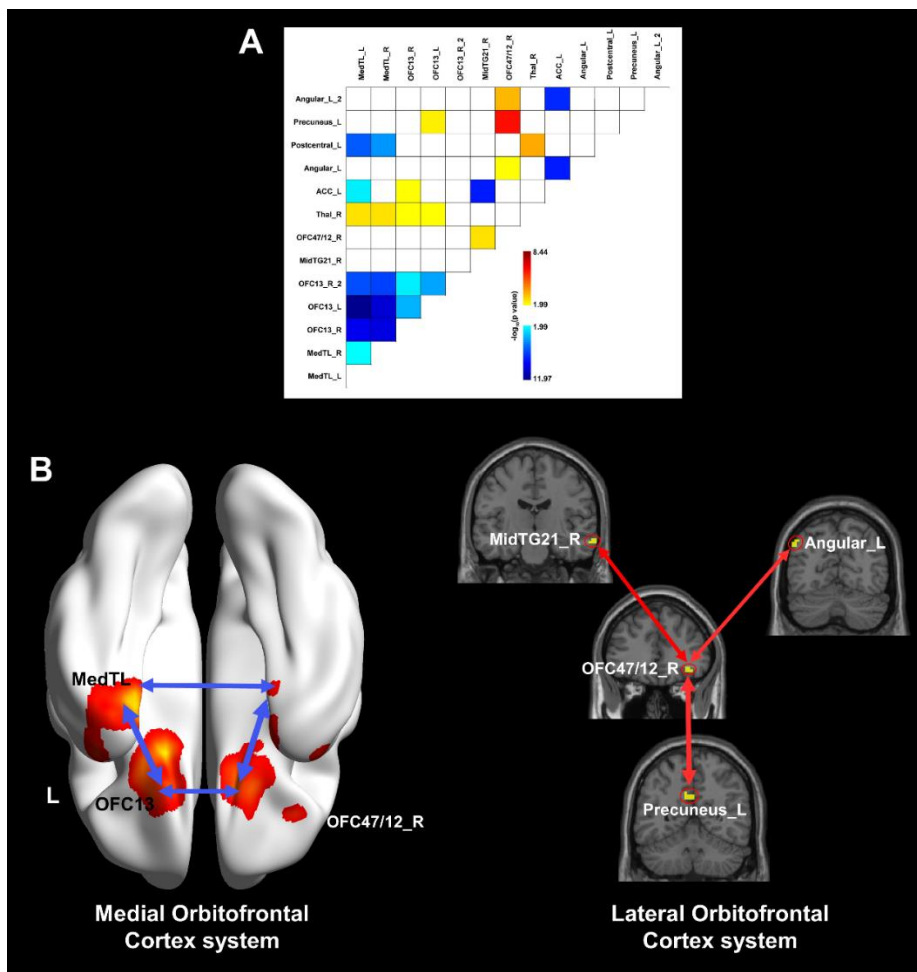 A
MedTL_L
MedTL_R
OFC13_R
OFC13_L
OFC13_R_2
MidTG21_R
OFC47/12_R
Thal_R
ACC_L
Angular_L
Postcentral_L
Precuneus_L
Angular_L_2
Angular_L_2
Precuneus_L
Postcentral_L
Angular_L
ACC_L
Thal_R
OFC47/12_R
MidTG21_R
OFC13_R_2
OFC13_L
OFC13_R
MedTL_R
MedTL_L
8.44
1.99
1.99
11.97
(p value)
B
MedTL
OFC13
L
OFC47/12_R
Medial Orbitofrontal
Cortex system
MidTG21_R
Angular_L
OFC47/12_R
Precuneus_L
Lateral Orbitofrontal
Cortex system